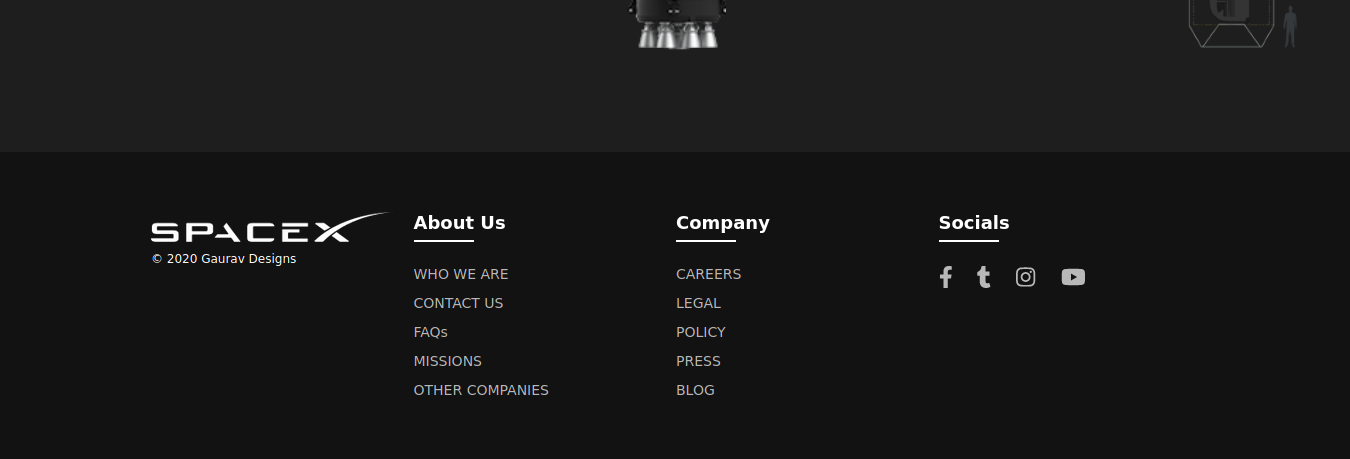 SPACEX
© 2020 Gaurav Designs
About Us
WHO WE ARE
CONTACT US
FAQs
MISSIONS
OTHER COMPANIES
Company
CAREERS
LEGAL
POLICY
PRESS
BLOG
Socials